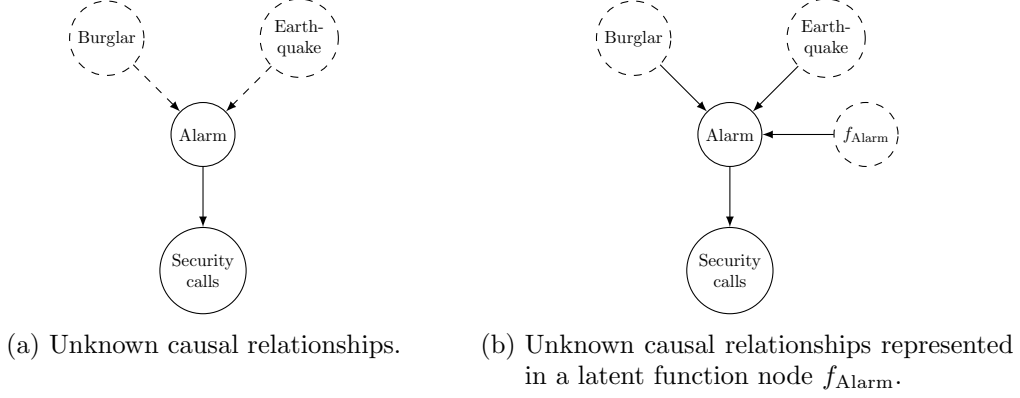 Burglar
Earth-
quake
Alarm
Security
calls
(a) Unknown causal relationships.
Burglar
Earth-
quake
Alarm
f_Alarm
Security
calls
(b) Unknown causal relationships represented
in a latent function node f_Alarm.